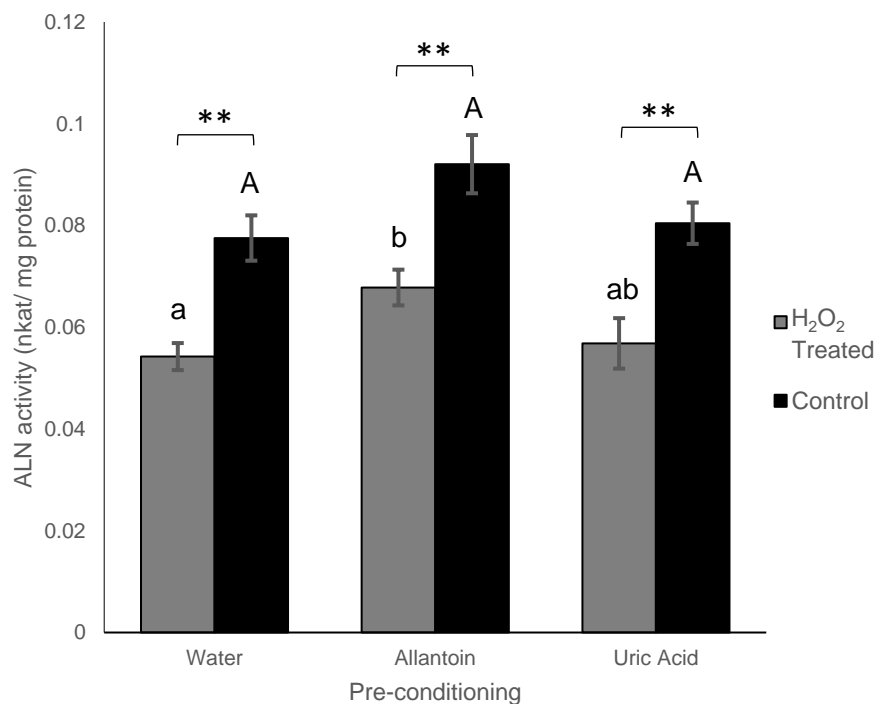 0.12
0.1
0.08
0.06
0.04
0.02
0
ALN activity (nkat/ mg protein)
**
**
**
A
A
A
a
b
ab
H₂O₂
Treated
Control
Water
Allantoin
Uric Acid
Pre-conditioning